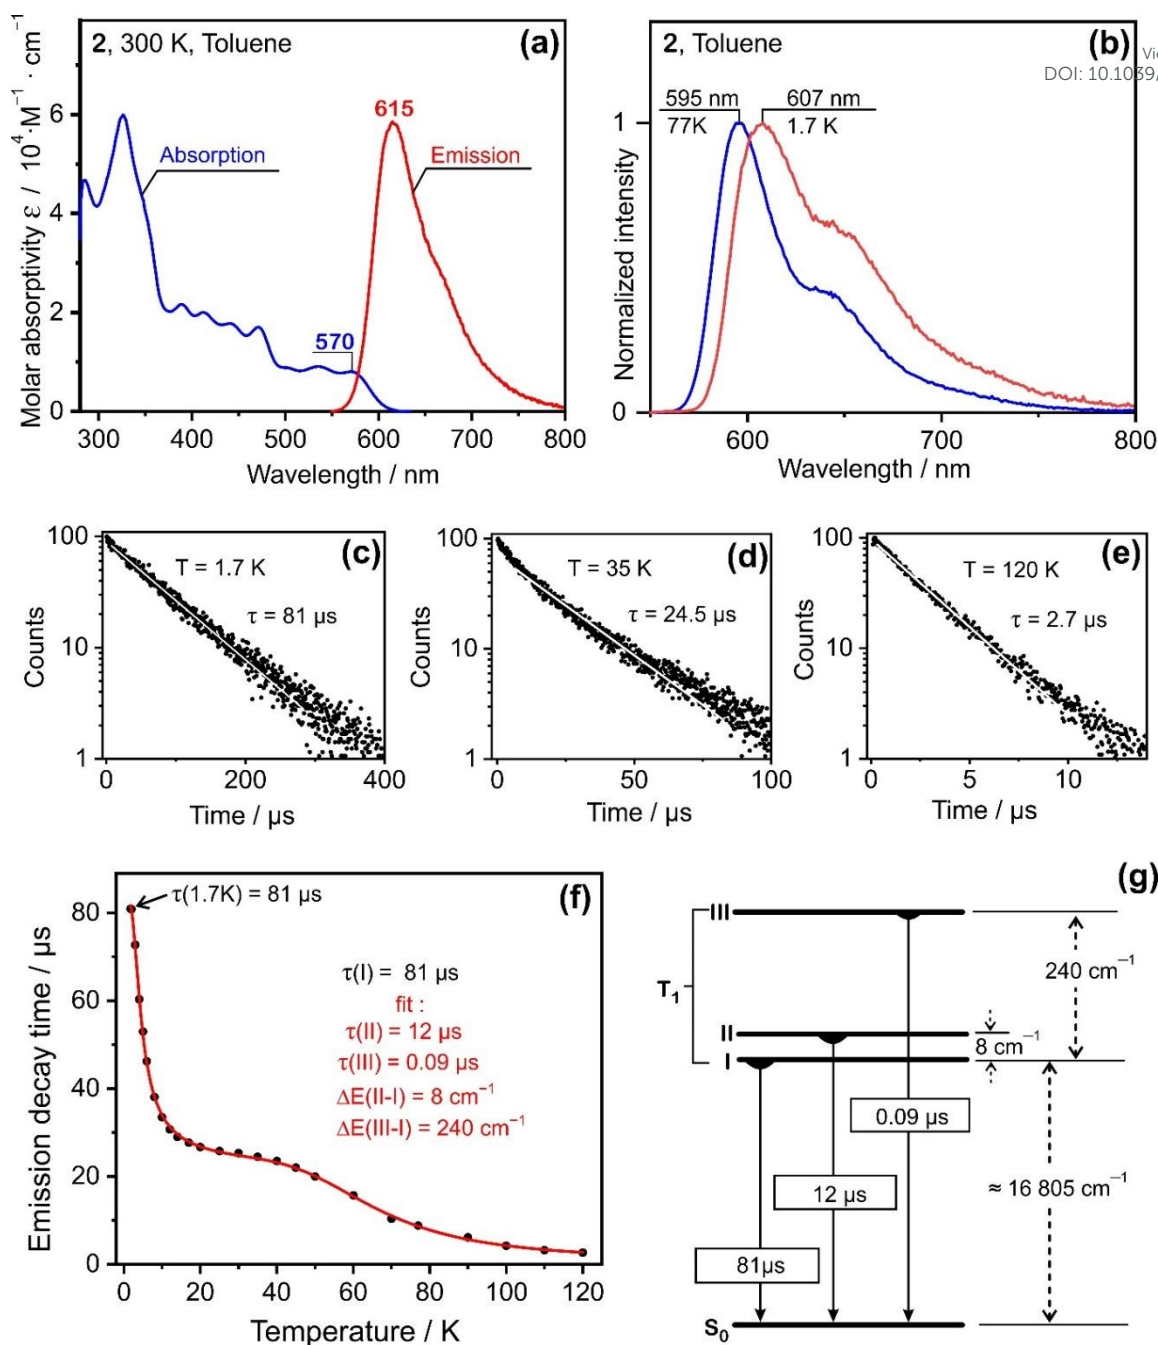 2, 300 K, Toluene
(a)
Molar absorptivity ε / 10⁴·M⁻¹ · cm⁻¹
6
4
2
0
615
Absorption
Emission
570
300
400
500
600
700
800
Wavelength / nm
2, Toluene
(b)
DOI: 10.1039/
595 nm
77K
607 nm
1.7 K
Normalized intensity
1
0
600
700
800
Wavelength / nm
(c)
T = 1.7 K
τ = 81 µs
Counts
100
10
1
0
200
400
Time / µs
(d)
T = 35 K
τ = 24.5 µs
Counts
100
10
1
0
50
100
Time / µs
(e)
T = 120 K
τ = 2.7 µs
Counts
100
10
1
0
5
10
Time / µs
(f)
τ(1.7K) = 81 µs
τ(I) = 81 µs
fit :
τ(II) = 12 µs
τ(III) = 0.09 µs
ΔE(II-I) = 8 cm⁻¹
ΔE(III-I) = 240 cm⁻¹
Emission decay time / µs
80
60
40
20
0
0
20
40
60
80
100
120
Temperature / K
(g)
III
240 cm⁻¹
T₁
II
8 cm⁻¹
I
0.09 µs
12 µs
≈ 16 805 cm⁻¹
81µs
S₀